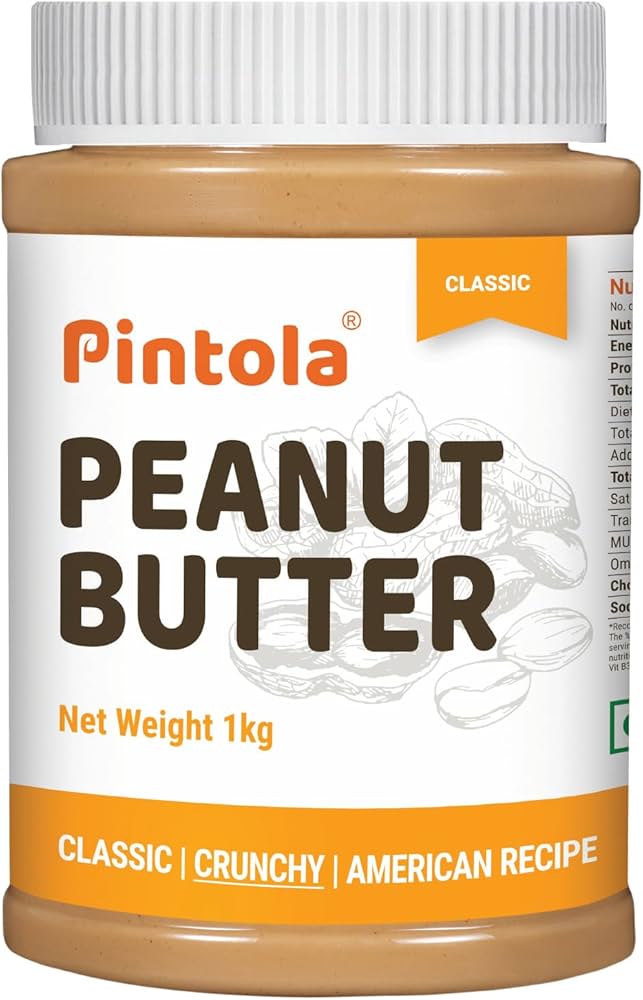 CLASSIC
Pintola®
PEANUT
BUTTER
Net Weight 1kg
CLASSIC | CRUNCHY | AMERICAN RECIPE